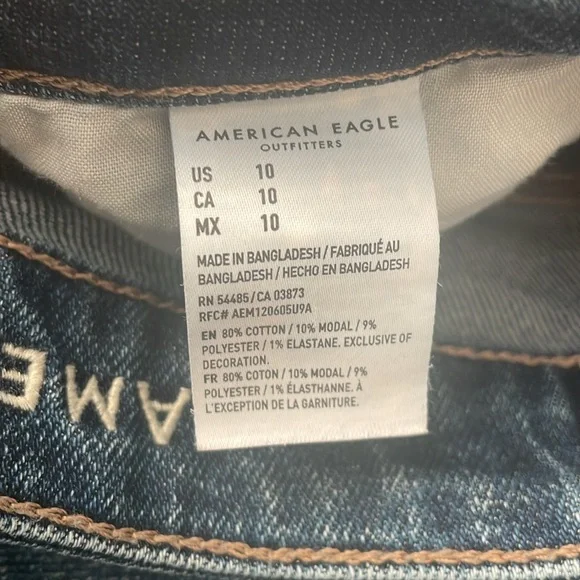 AMERICAN EAGLE
OUTFITTERS
US 10
CA 10
MX 10
MADE IN BANGLADESH / FABRIQUÉ AU
BANGLADESH / HECHO EN BANGLADESH
RN 54485/CA 03873
RFC# AEM120605U9A
EN 80% COTTON / 10% MODAL / 9%
POLYESTER / 1% ELASTANE. EXCLUSIVE OF
DECORATION.
FR 80% COTON / 10% MODAL / 9%
POLYESTER / 1% ÉLASTHANNE. À
L'EXCEPTION DE LA GARNITURE.
AME